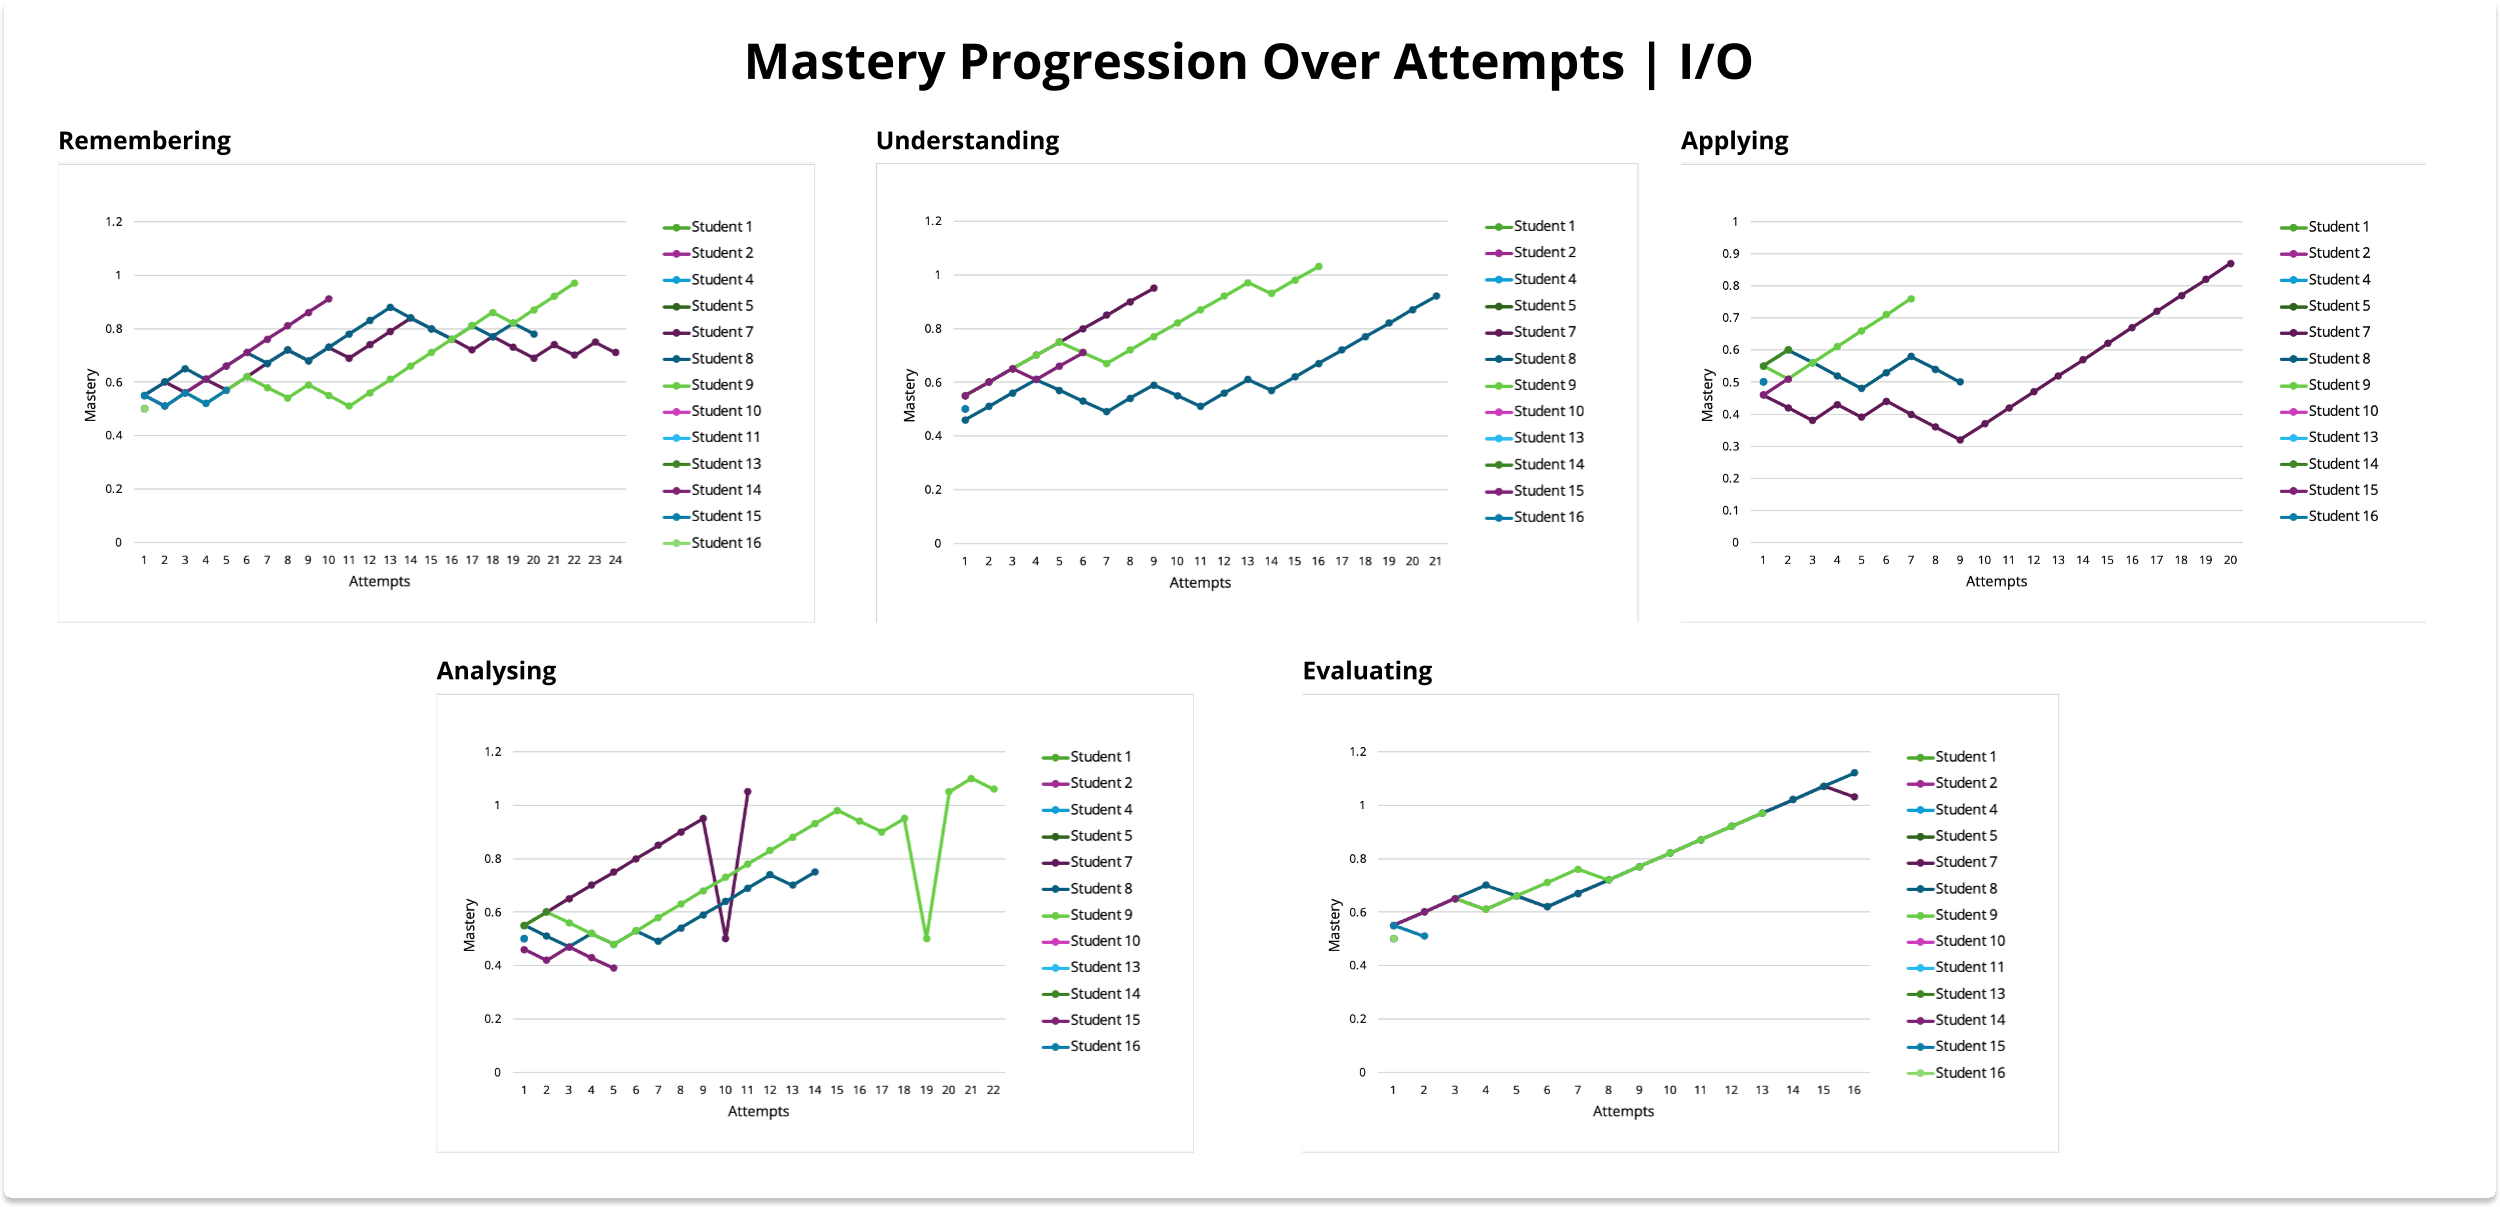 Mastery Progression Over Attempts | I/O
Remembering
1.2
1
0.8
0.6
0.4
0.2
0
Mastery
1 2 3 4 5 6 7 8 9 10 11 12 13 14 15 16 17 18 19 20 21 22 23 24
Attempts
Student 1
Student 2
Student 4
Student 5
Student 7
Student 8
Student 9
Student 10
Student 11
Student 13
Student 14
Student 15
Student 16
Understanding
1.2
1
0.8
0.6
0.4
0.2
0
Mastery
1 2 3 4 5 6 7 8 9 10 11 12 13 14 15 16 17 18 19 20 21
Attempts
Student 1
Student 2
Student 4
Student 5
Student 7
Student 8
Student 9
Student 10
Student 13
Student 14
Student 15
Student 16
Applying
1
0.9
0.8
0.7
0.6
0.5
0.4
0.3
0.2
0.1
0
Mastery
1 2 3 4 5 6 7 8 9 10 11 12 13 14 15 16 17 18 19 20
Attempts
Student 1
Student 2
Student 4
Student 5
Student 7
Student 8
Student 9
Student 10
Student 13
Student 14
Student 15
Student 16
Analysing
1.2
1
0.8
0.6
0.4
0.2
0
Mastery
1 2 3 4 5 6 7 8 9 10 11 12 13 14 15 16 17 18 19 20 21 22
Attempts
Student 1
Student 2
Student 4
Student 5
Student 7
Student 8
Student 9
Student 10
Student 13
Student 14
Student 15
Student 16
Evaluating
1.2
1
0.8
0.6
0.4
0.2
0
Mastery
1 2 3 4 5 6 7 8 9 10 11 12 13 14 15 16
Attempts
Student 1
Student 2
Student 4
Student 5
Student 7
Student 8
Student 9
Student 10
Student 11
Student 13
Student 14
Student 15
Student 16